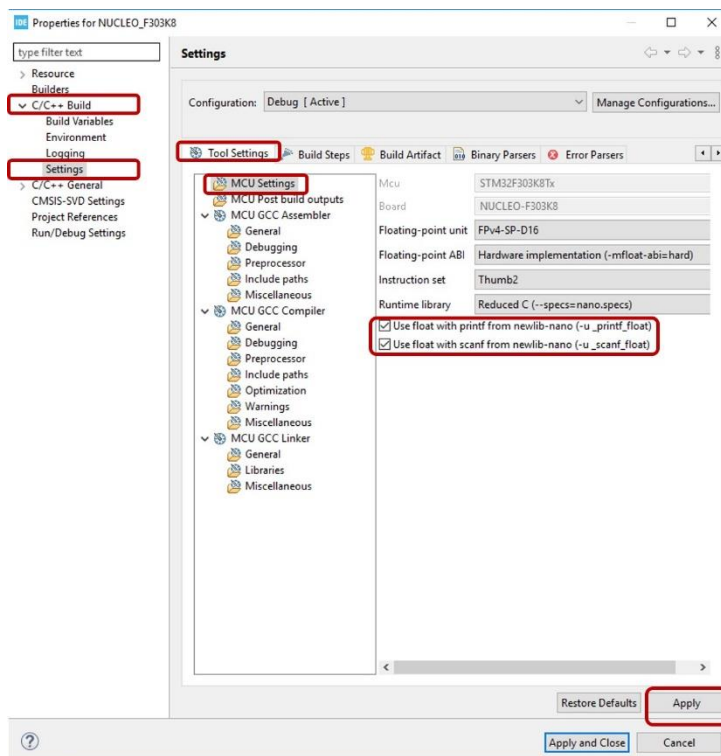 IDE Properties for NUCLEO_F303K8
type filter text
Resource
Builders
C/C++ Build
Build Variables
Environment
Logging
Settings
C/C++ General
CMSIS-SVD Settings
Project References
Run/Debug Settings
Settings
Configuration: Debug [ Active ] Manage Configurations...
Tool Settings Build Steps Build Artifact Binary Parsers Error Parsers
MCU Settings
MCU Post build outputs
MCU GCC Assembler
General
Debugging
Preprocessor
Include paths
Miscellaneous
MCU GCC Compiler
General
Debugging
Preprocessor
Include paths
Optimization
Warnings
Miscellaneous
MCU GCC Linker
General
Libraries
Miscellaneous
Mcu STM32F303K8Tx
Board NUCLEO-F303K8
Floating-point unit FPv4-SP-D16
Floating-point ABI Hardware implementation (-mfloat-abi=hard)
Instruction set Thumb2
Runtime library Reduced C (--specs=nano.specs)
Use float with printf from newlib-nano (-u _printf_float)
Use float with scanf from newlib-nano (-u _scanf_float)
Restore Defaults Apply
? Apply and Close Cancel